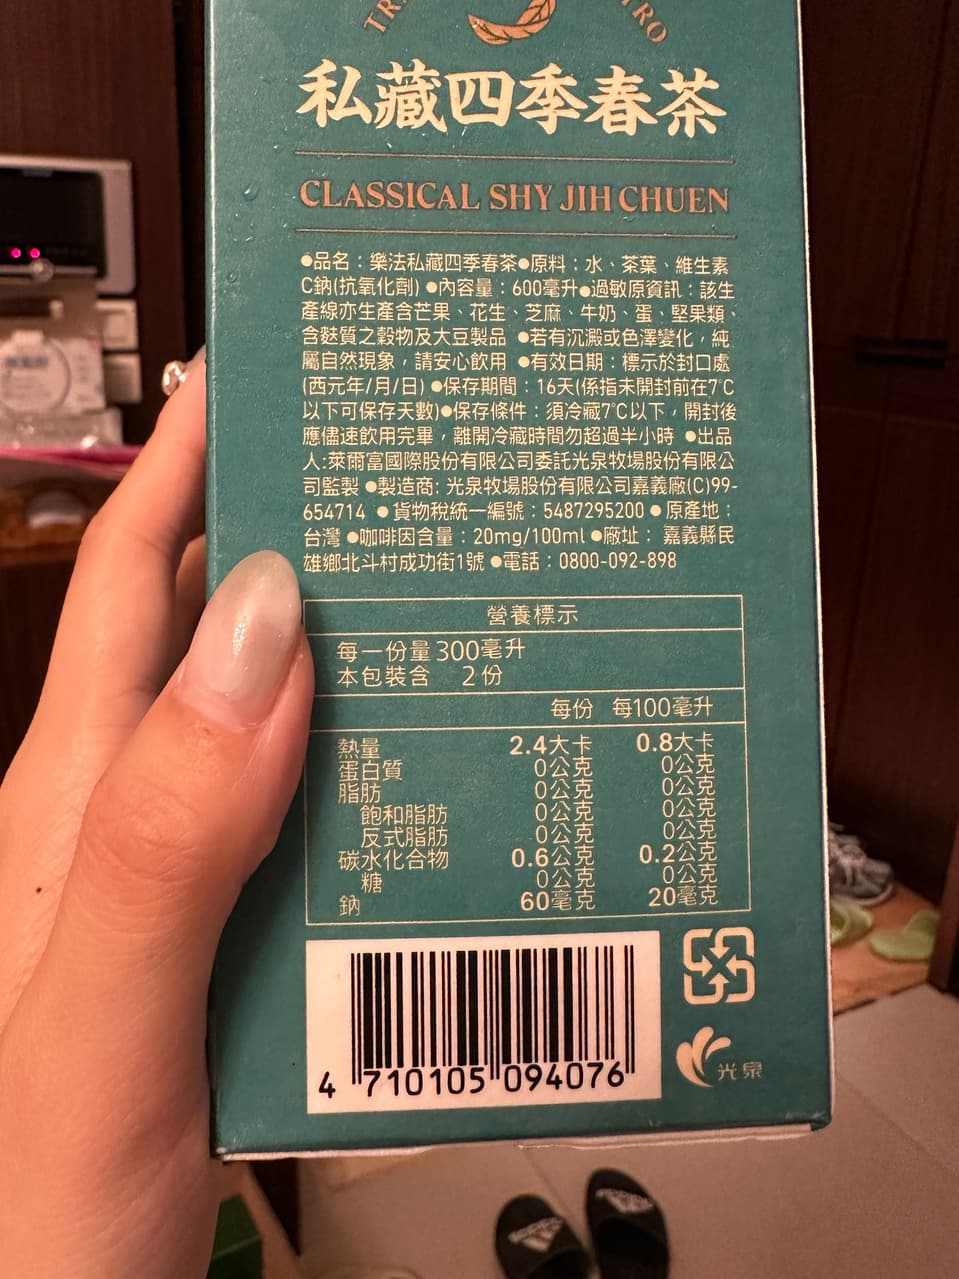 私藏四季春茶
CLASSICAL SHY JIH CHUEN
●品名：樂法私藏四季春茶●原料：水、茶葉、維生素
C鈉(抗氧化劑) ●內容量：600毫升●過敏原資訊：該生
產線亦生產含芒果、花生、芝麻、牛奶、蛋、堅果類、
含麩質之穀物及大豆製品 ●若有沉澱或色澤變化，純
屬自然現象，請安心飲用 ●有效日期：標示於封口處
(西元年/月/日) ●保存期間：16天(係指未開封前在7℃
以下可保存天數)●保存條件：須冷藏7℃以下，開封後
應儘速飲用完畢，離開冷藏時間勿超過半小時 ●出品
人:萊爾富國際股份有限公司委託光泉牧場股份有限公
司監製 ●製造商: 光泉牧場股份有限公司嘉義廠(C)99-
654714 ●貨物稅統一編號：5487295200 ●原產地：
台灣 ●咖啡因含量：20mg/100ml ●廠址： 嘉義縣民
雄鄉北斗村成功街1號 ●電話：0800-092-898
營養標示
每一份量300毫升
本包裝含 2份
每份 每100毫升
熱量 2.4大卡 0.8大卡
蛋白質 0公克 0公克
脂肪 0公克 0公克
飽和脂肪 0公克 0公克
反式脂肪 0公克 0公克
碳水化合物 0.6公克 0.2公克
糖 0公克 0公克
鈉 60毫克 20毫克
4 710105 094076
光泉
adidas